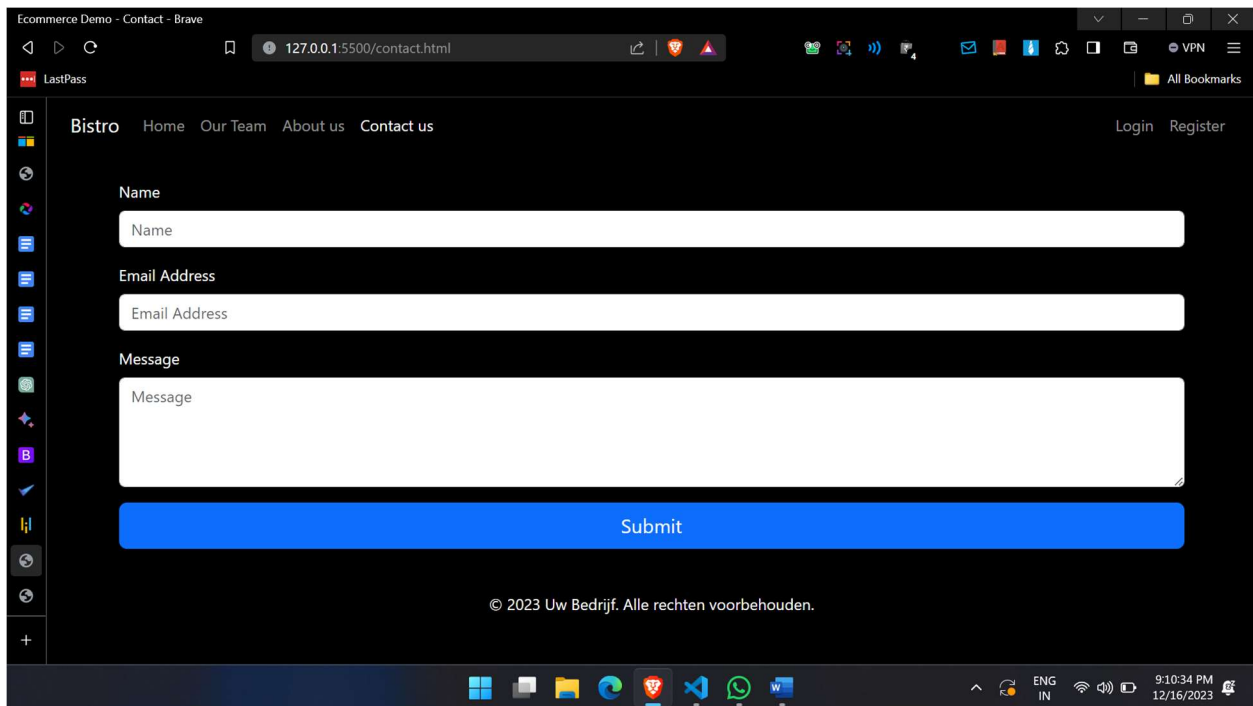 Ecommerce Demo - Contact - Brave
127.0.0.1:5500/contact.html
4
VPN
LastPass
All Bookmarks
Bistro Home Our Team About us Contact us Login Register
Name
Name
Email Address
Email Address
Message
Message
B
Submit
© 2023 Uw Bedrijf. Alle rechten voorbehouden.
W
ENG
IN
9:10:34 PM
12/16/2023